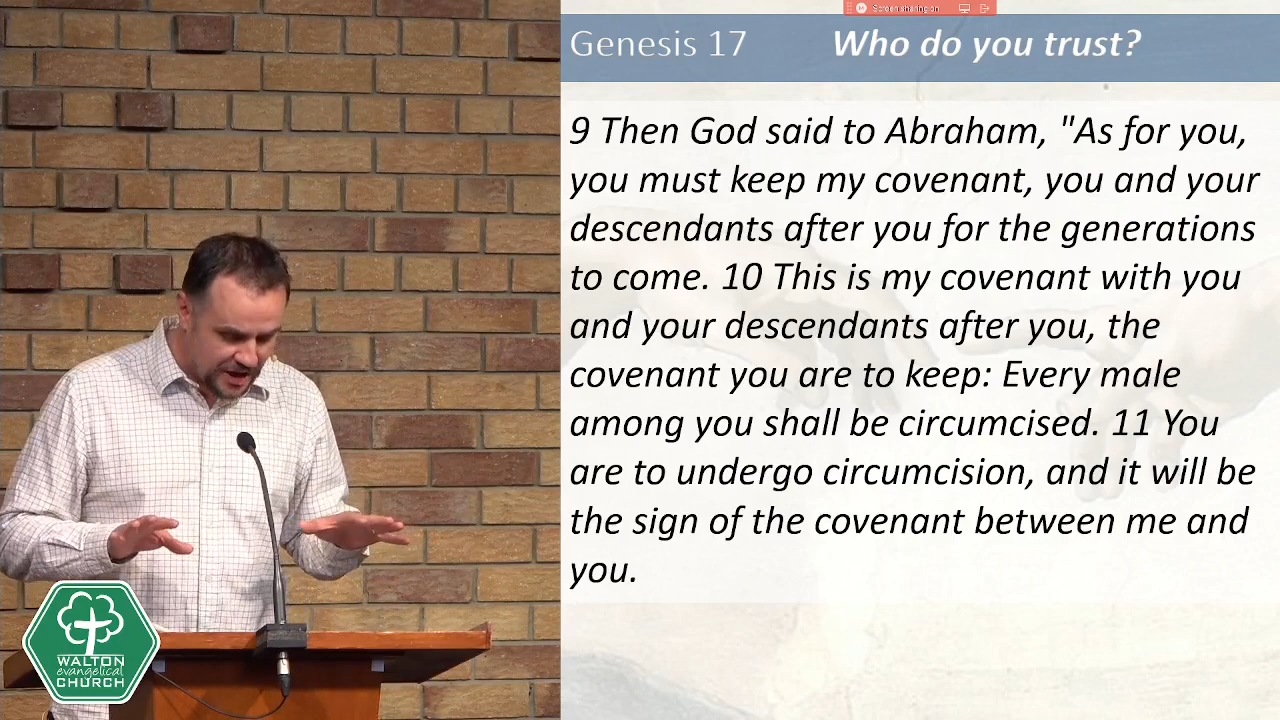 Screen sharing on
Genesis 17 Who do you trust?
9 Then God said to Abraham, "As for you,
you must keep my covenant, you and your
descendants after you for the generations
to come. 10 This is my covenant with you
and your descendants after you, the
covenant you are to keep: Every male
among you shall be circumcised. 11 You
are to undergo circumcision, and it will be
the sign of the covenant between me and
you.
WALTON
evangelical
CHURCH